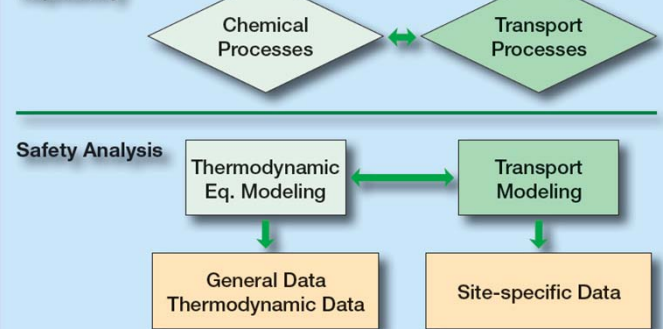 Chemical
Processes
Transport
Processes
Safety Analysis
Thermodynamic
Eq. Modeling
Transport
Modeling
General Data
Thermodynamic Data
Site-specific Data